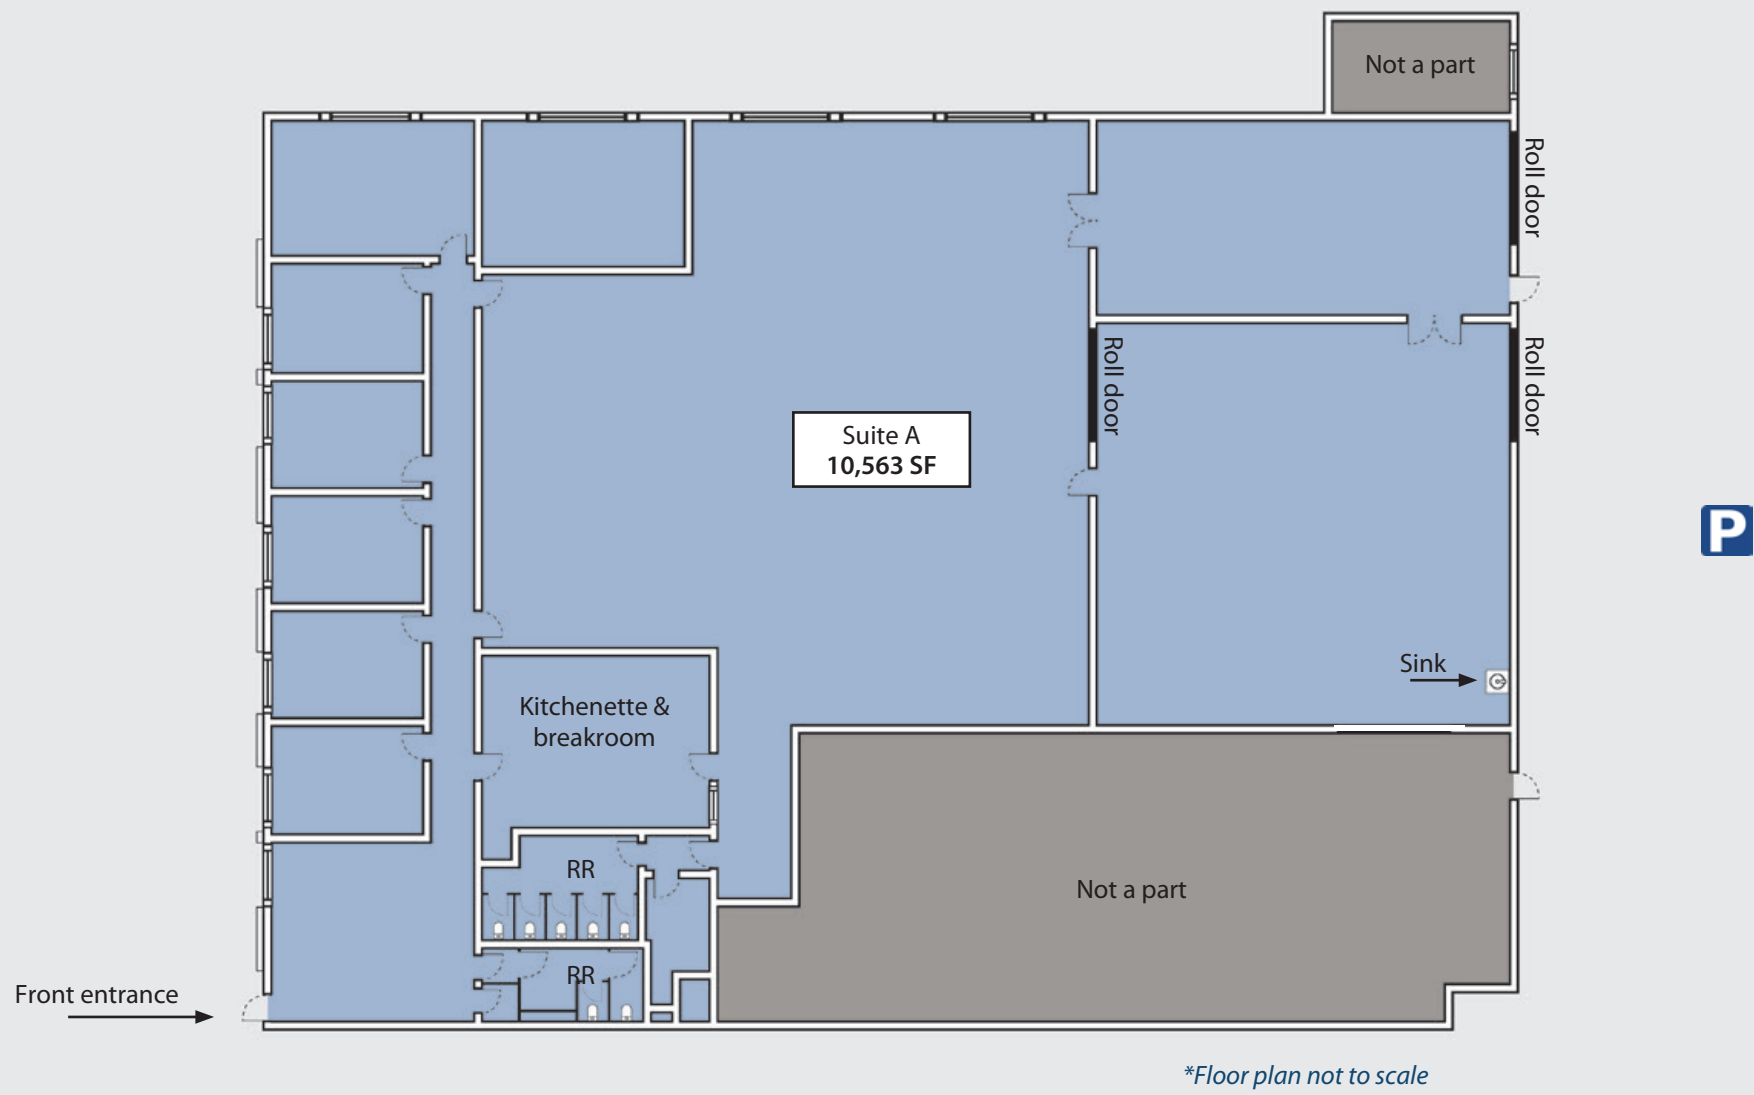 Not a part
Roll door
Roll door
Roll door
Suite A
10,563 SF
P
Sink
Kitchenette &
breakroom
RR
Not a part
RR
Front entrance
*Floor plan not to scale